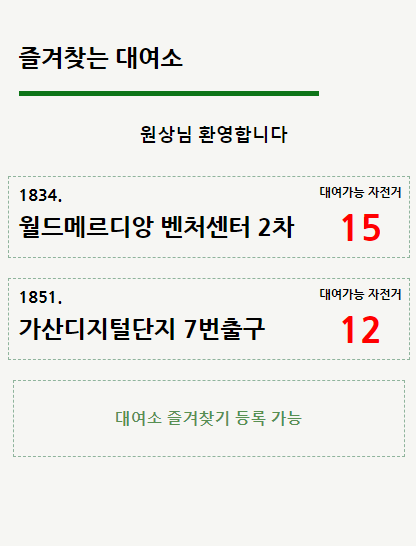 즐겨찾는 대여소
원상님 환영합니다
1834.
대여가능 자전거
월드메르디앙 벤처센터 2차
15
1851.
대여가능 자전거
가산디지털단지 7번출구
12
대여소 즐겨찾기 등록 가능